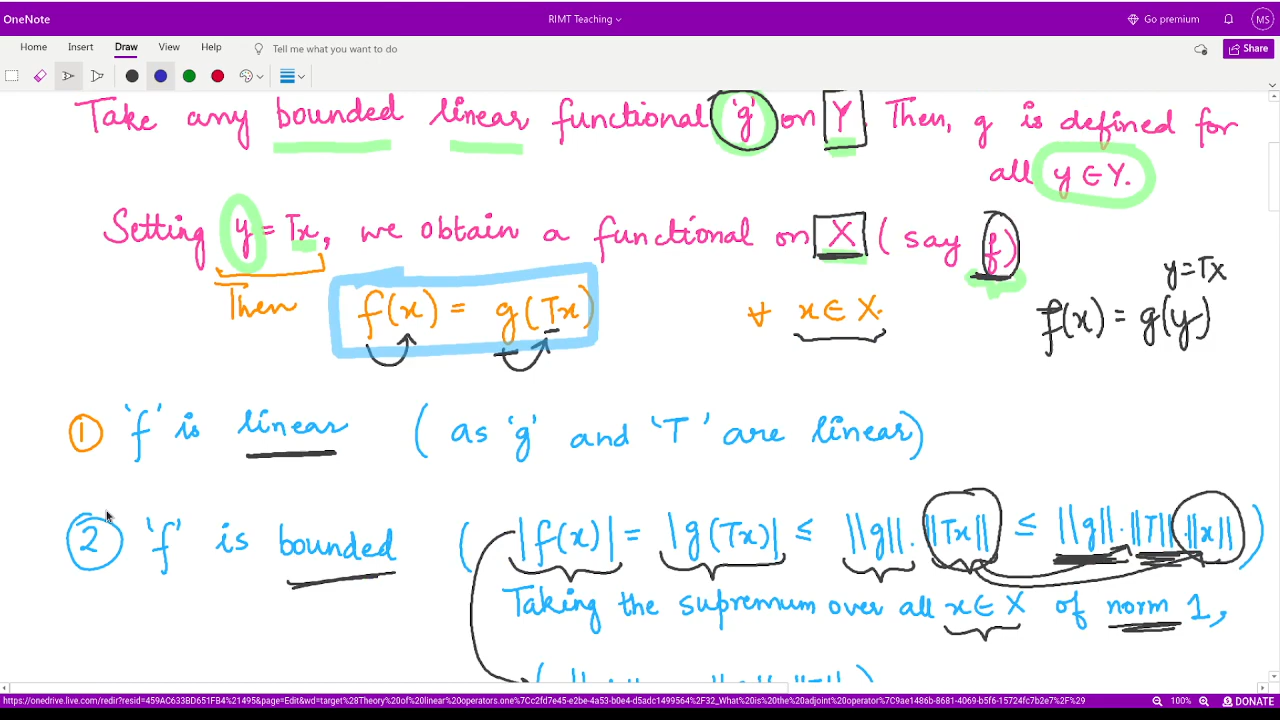 OneNote
RIMT Teaching
Go premium
MS
Home Insert Draw View Help Tell me what you want to do
Share
Take any bounded linear functional 'g' on Y Then, g is defined for
all y ∈ Y.
Setting y = Tx, we obtain a functional on X (say f)
y=Tx
Then f(x) = g(Tx) ∀ x ∈ X.
f(x) = g(y)
① 'f' is linear (as 'g' and 'T' are linear)
② 'f' is bounded ( |f(x)| = |g(Tx)| ≤ ||g||.||Tx|| ≤ ||g||.||T||.||x|| )
Taking the supremum over all x ∈ X of norm 1,
100%
DONATE